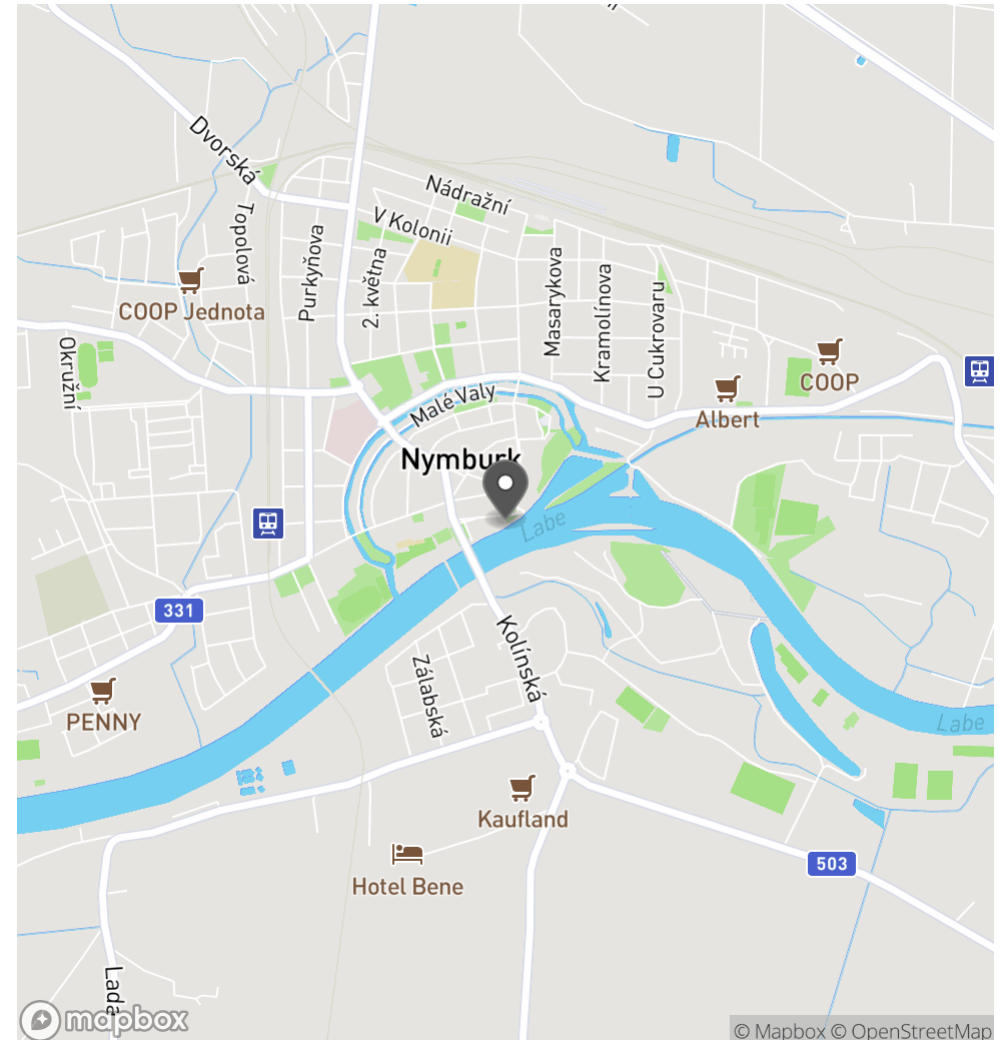 Dvorská
Nádražní
Topolová
V Kolonii
Purkyňova
2. května
Masarykova
Kramolínova
U Cukrovaru
COOP Jednota
Okružní
COOP
Malé Valy
Albert
Nymburk
Labe
331
Kolínská
Zálabská
PENNY
Labe
Kaufland
503
Hotel Bene
Lada
mapbox
© Mapbox © OpenStreetMap